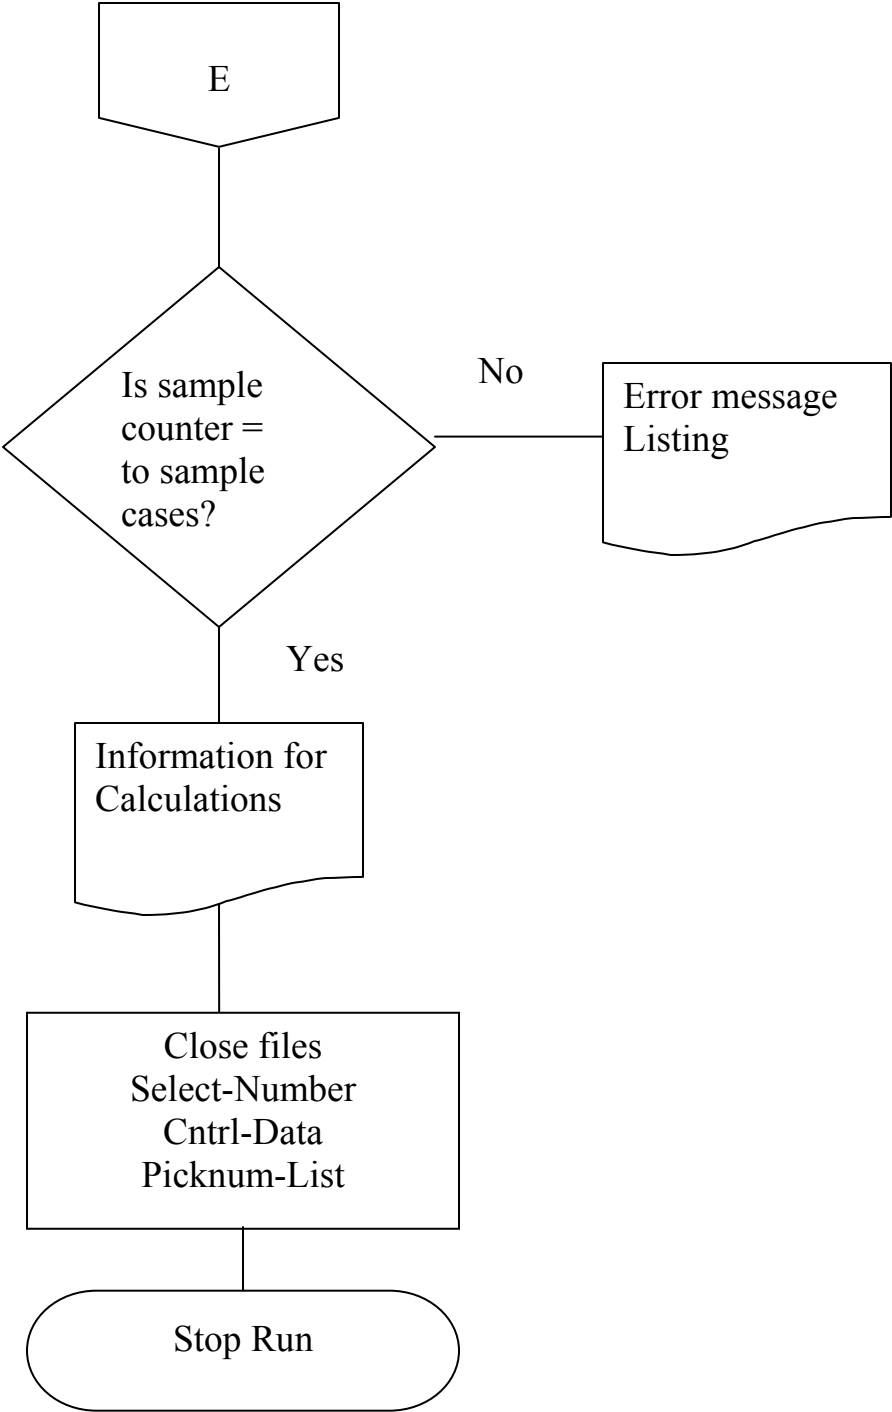 E
Is sample
counter =
to sample
cases?
No
Error message
Listing
Yes
Information for
Calculations
Close files
Select-Number
Cntrl-Data
Picknum-List
Stop Run